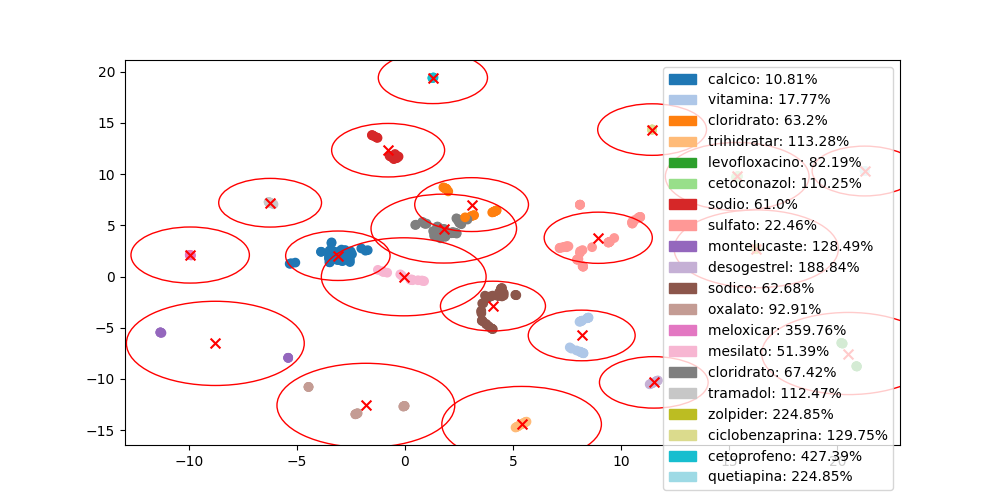 20
15
10
5
0
−5
−10
−15
−10
−5
0
5
10
15
20
calcico: 10.81%
vitamina: 17.77%
cloridrato: 63.2%
trihidratar: 113.28%
levofloxacino: 82.19%
cetoconazol: 110.25%
sodio: 61.0%
sulfato: 22.46%
montelucaste: 128.49%
desogestrel: 188.84%
sodico: 62.68%
oxalato: 92.91%
meloxicar: 359.76%
mesilato: 51.39%
cloridrato: 67.42%
tramadol: 112.47%
zolpider: 224.85%
ciclobenzaprina: 129.75%
cetoprofeno: 427.39%
quetiapina: 224.85%